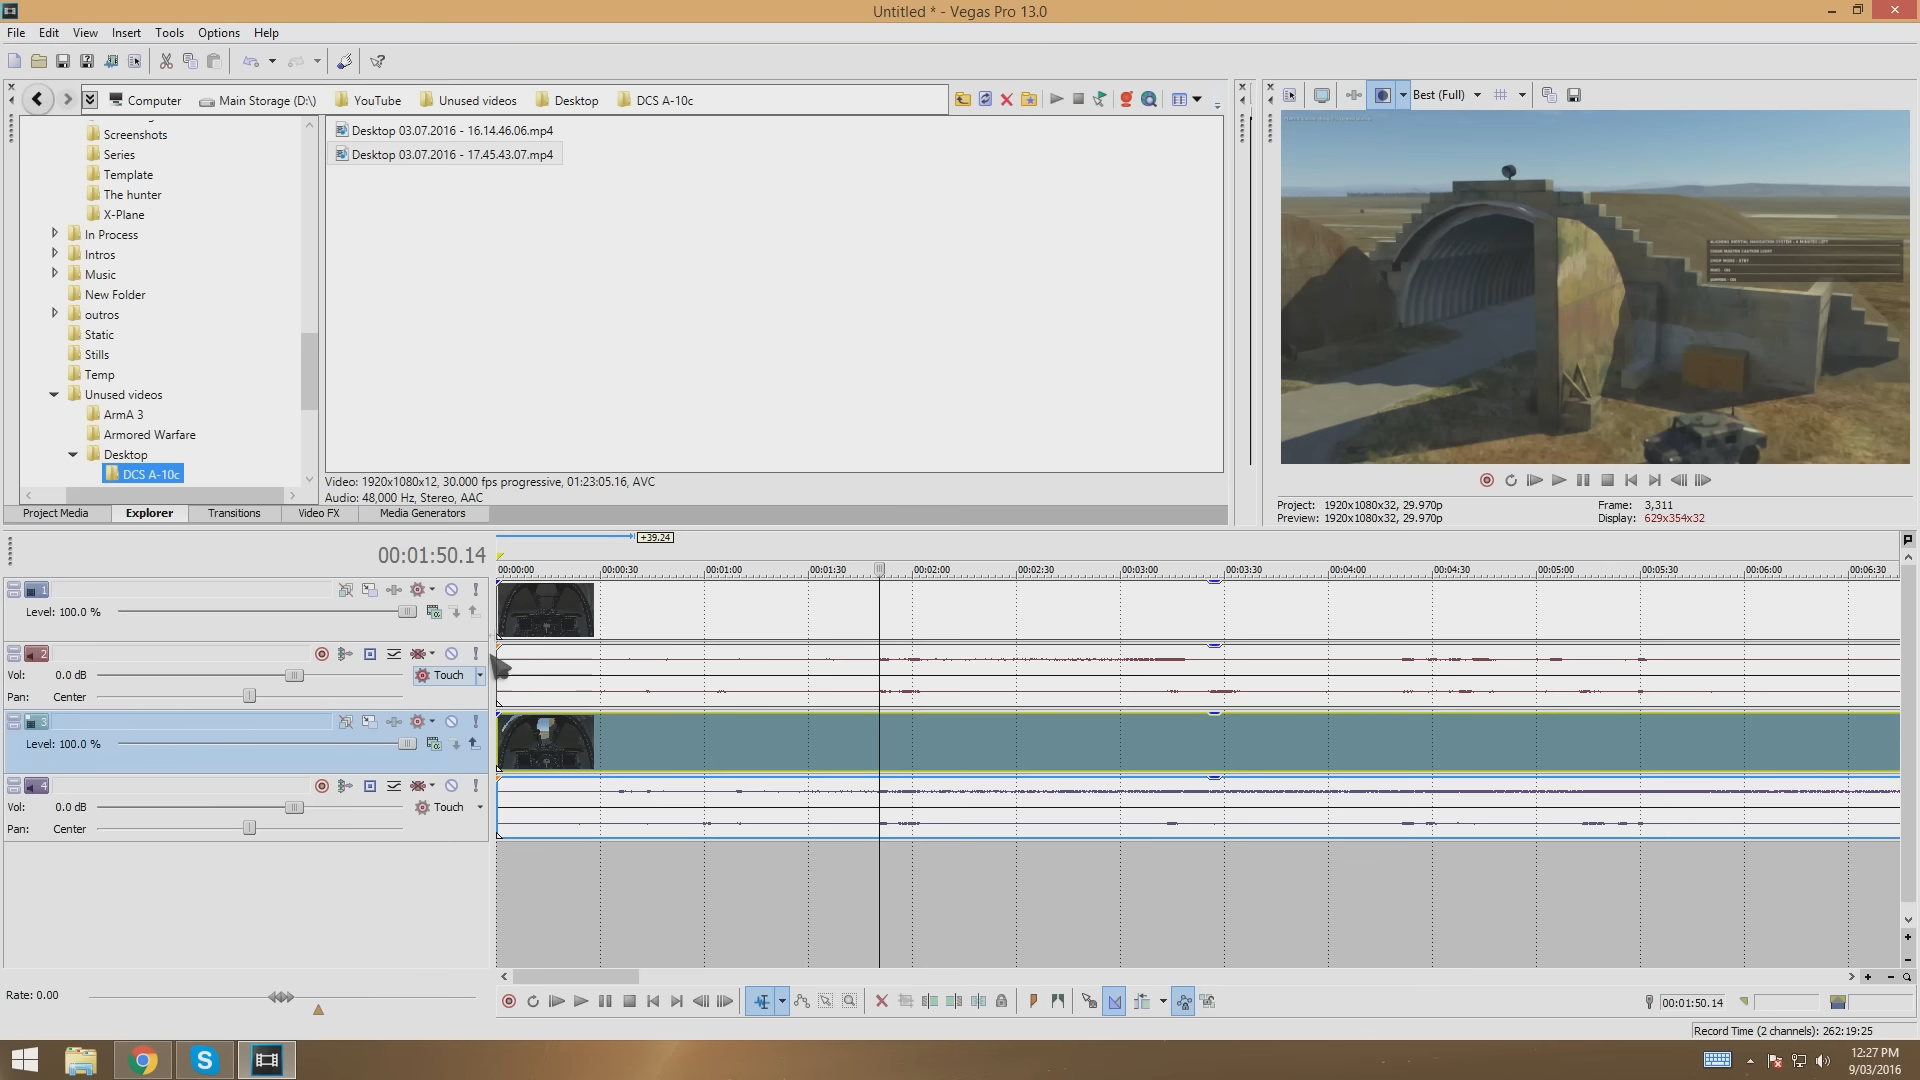 Untitled * - Vegas Pro 13.0
File Edit View Insert Tools Options Help
Computer Main Storage (D:\) YouTube Unused videos Desktop DCS A-10c
Best (Full)
Screenshots
Series
Template
The hunter
X-Plane
In Process
Intros
Music
New Folder
outros
Static
Stills
Temp
Unused videos
ArmA 3
Armored Warfare
Desktop
DCS A-10c
Desktop 03.07.2016 - 16.14.46.06.mp4
Desktop 03.07.2016 - 17.45.43.07.mp4
Video: 1920x1080x12, 30.000 fps progressive, 01:23:05.16, AVC
Audio: 48,000 Hz, Stereo, AAC
Project Media Explorer Transitions Video FX Media Generators
Project: 1920x1080x32, 29.970p Frame: 3,311
Preview: 1920x1080x32, 29.970p Display: 629x354x32
+39.24
00:01:50.14
00:00:00 00:00:30 00:01:00 00:01:30 00:02:00 00:02:30 00:03:00 00:03:30 00:04:00 00:04:30 00:05:00 00:05:30 00:06:00 00:06:30
1
Level: 100.0 %
2
Vol: 0.0 dB Touch
Pan: Center
3
Level: 100.0 %
4
Vol: 0.0 dB Touch
Pan: Center
Rate: 0.00
00:01:50.14
Record Time (2 channels): 262:19:25
12:27 PM
9/03/2016